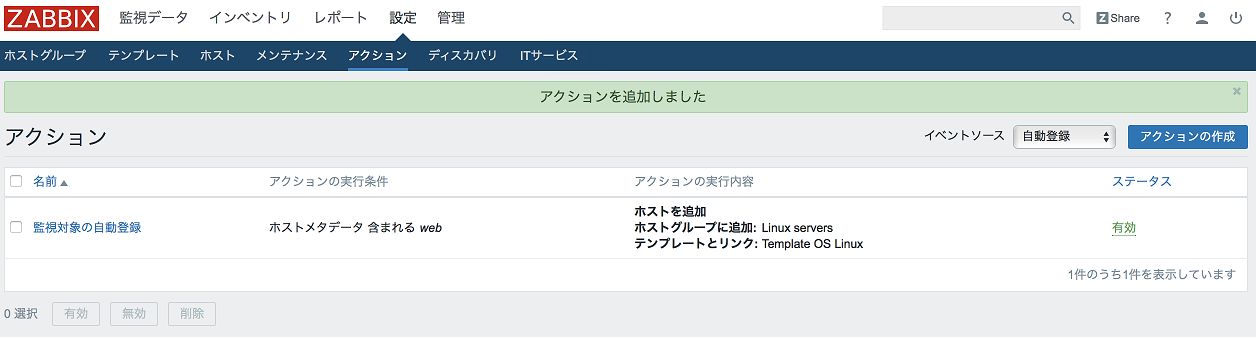 ZABBIX 監視データ インベントリ レポート 設定 管理 Z Share ?
ホストグループ テンプレート ホスト メンテナンス アクション ディスカバリ ITサービス
アクションを追加しました ×
アクション イベントソース 自動登録 アクションの作成
名前 アクションの実行条件 アクションの実行内容 ステータス
監視対象の自動登録 ホストメタデータ 含まれる web 有効
ホストを追加
ホストグループに追加: Linux servers
テンプレートとリンク: Template OS Linux
1件のうち1件を表示しています
0 選択 有効 無効 削除